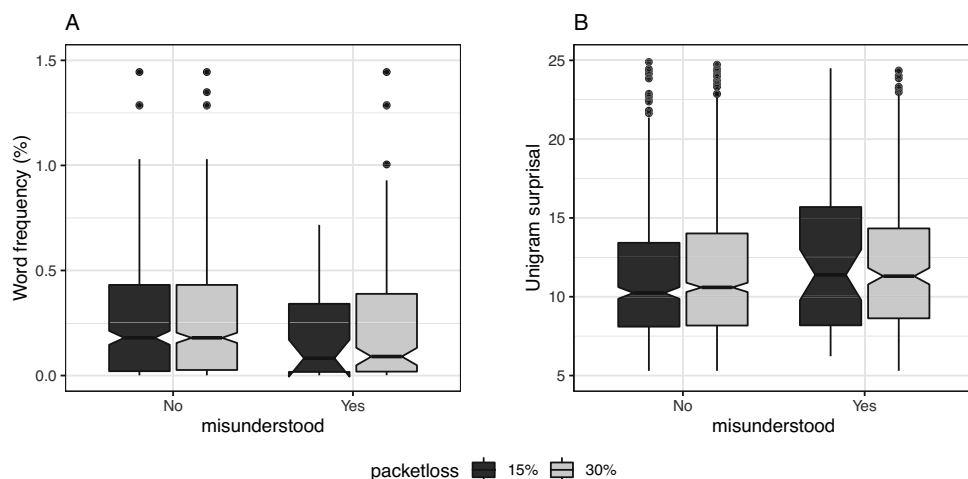 A
B
Word frequency (%)
1.5
1.0
0.5
0.0
No
Yes
misunderstood
Unigram surprisal
25
20
15
10
5
No
Yes
misunderstood
packetloss 15% 30%